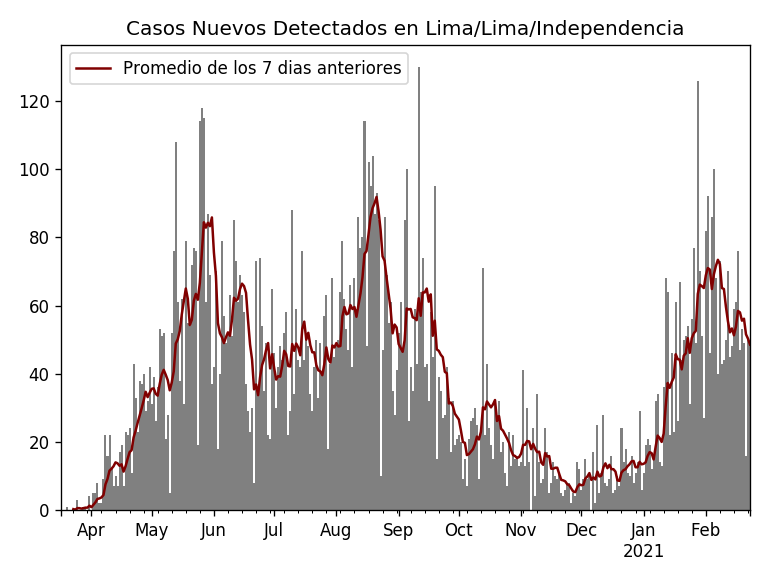 Casos Nuevos Detectados en Lima/Lima/Independencia
Promedio de los 7 dias anteriores
120
100
80
60
40
20
0
Apr May Jun Jul Aug Sep Oct Nov Dec Jan Feb
2021